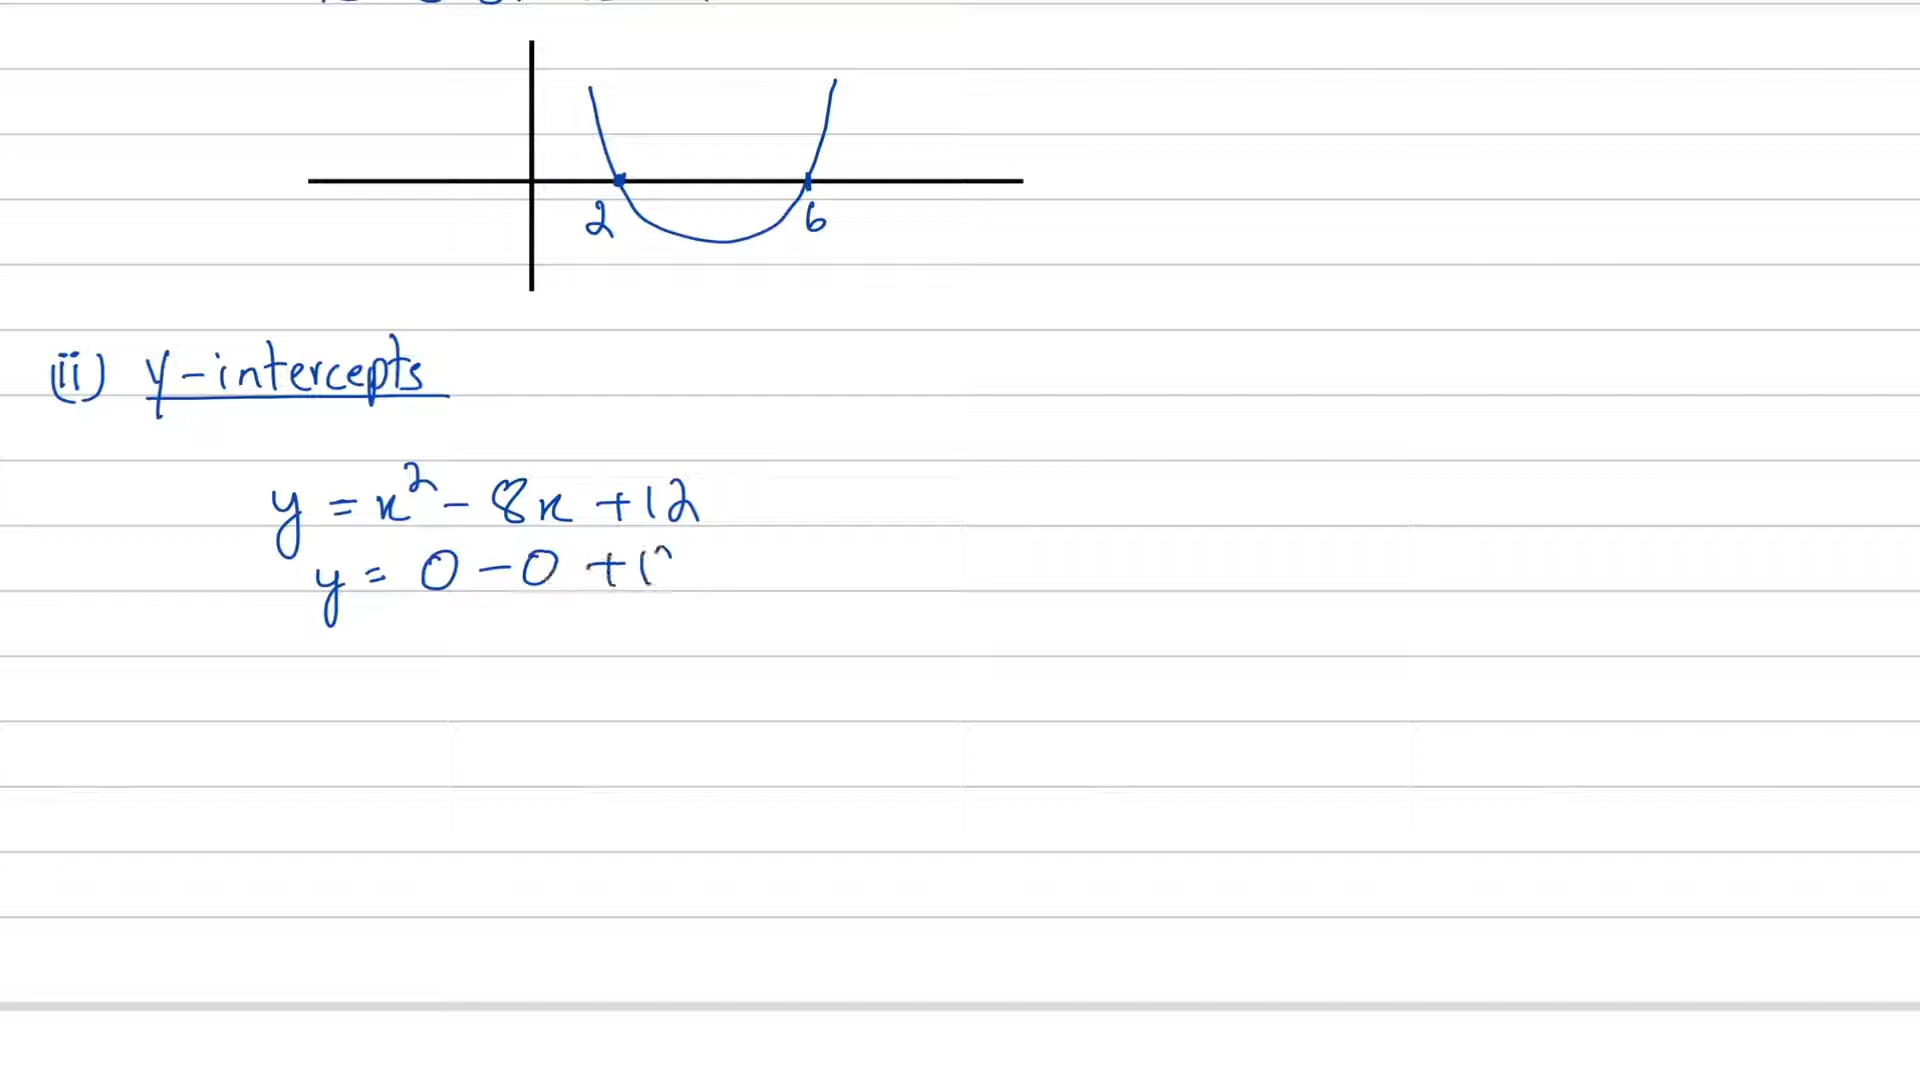 2 6
(ii) y-intercepts
y = x² - 8x + 12
y = 0 - 0 + 1